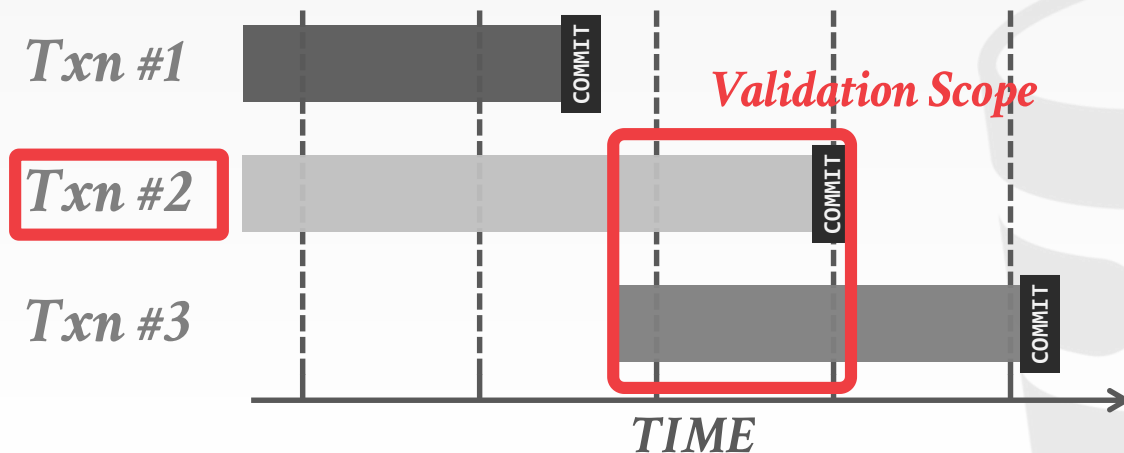 Txn #1
COMMIT
Validation Scope
Txn #2
COMMIT
Txn #3
COMMIT
TIME